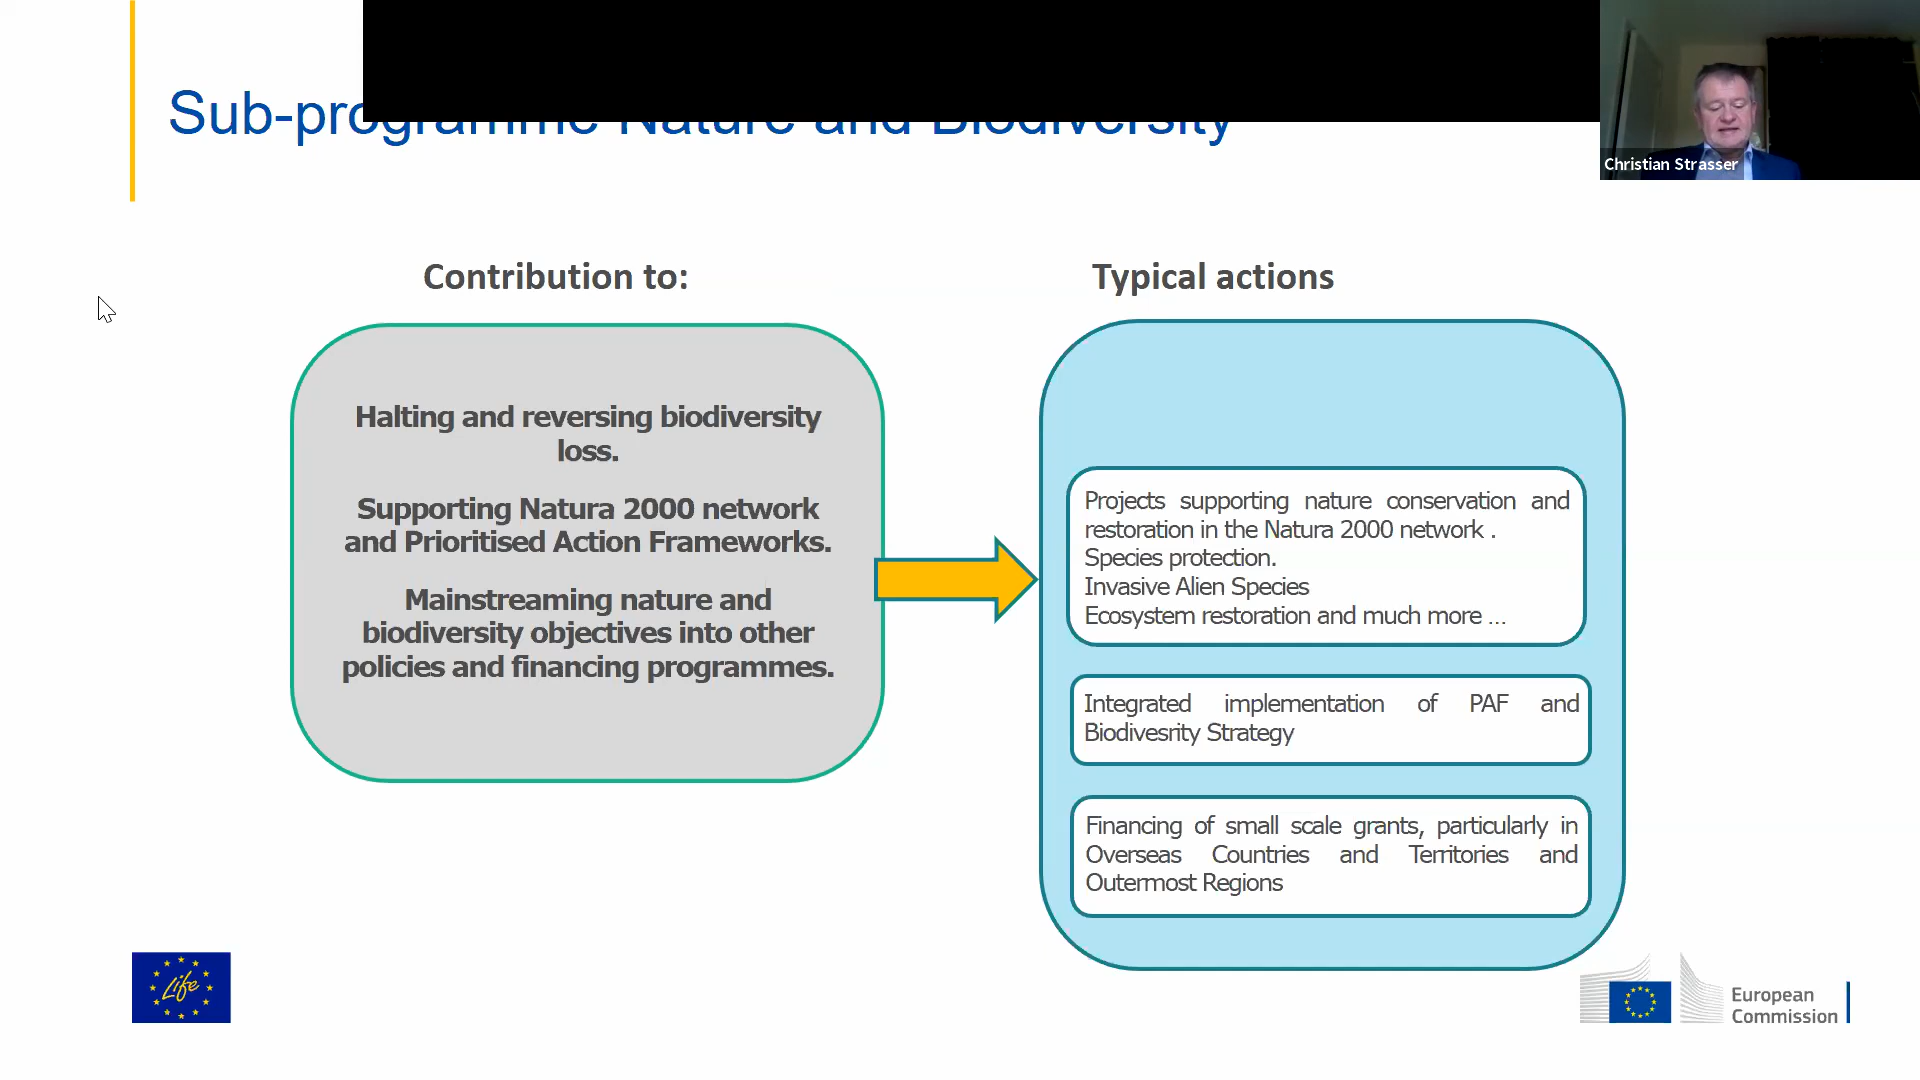 Sub-programme Nature and Biodiversity
Christian Strasser
Contribution to:
Typical actions
Halting and reversing biodiversity
loss.
Supporting Natura 2000 network
and Prioritised Action Frameworks.
Mainstreaming nature and
biodiversity objectives into other
policies and financing programmes.
Projects supporting nature conservation and
restoration in the Natura 2000 network .
Species protection.
Invasive Alien Species
Ecosystem restoration and much more ...
Integrated implementation of PAF and
Biodivesrity Strategy
Financing of small scale grants, particularly in
Overseas Countries and Territories and
Outermost Regions
Life
European
Commission